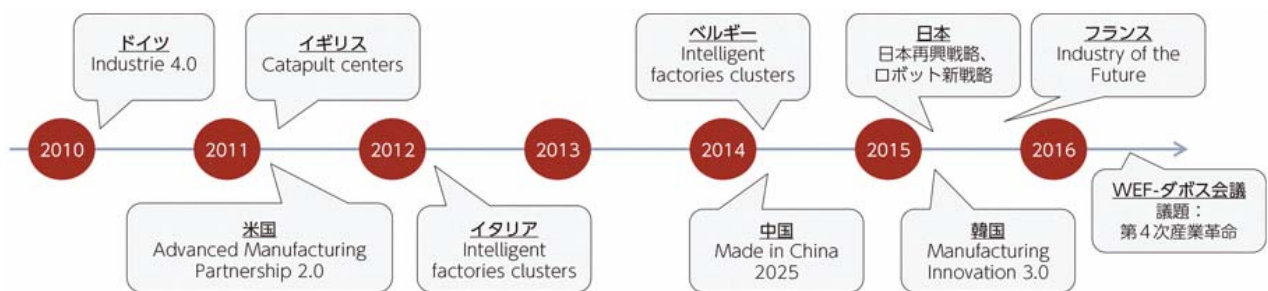 ドイツ
Industrie 4.0
イギリス
Catapult centers
ベルギー
Intelligent
factories clusters
日本
日本再興戦略、
ロボット新戦略
フランス
Industry of the
Future
2010
2011
2012
2013
2014
2015
2016
米国
Advanced Manufacturing
Partnership 2.0
イタリア
Intelligent
factories clusters
中国
Made in China
2025
韓国
Manufacturing
Innovation 3.0
WEF-ダボス会議
議題：
第４次産業革命